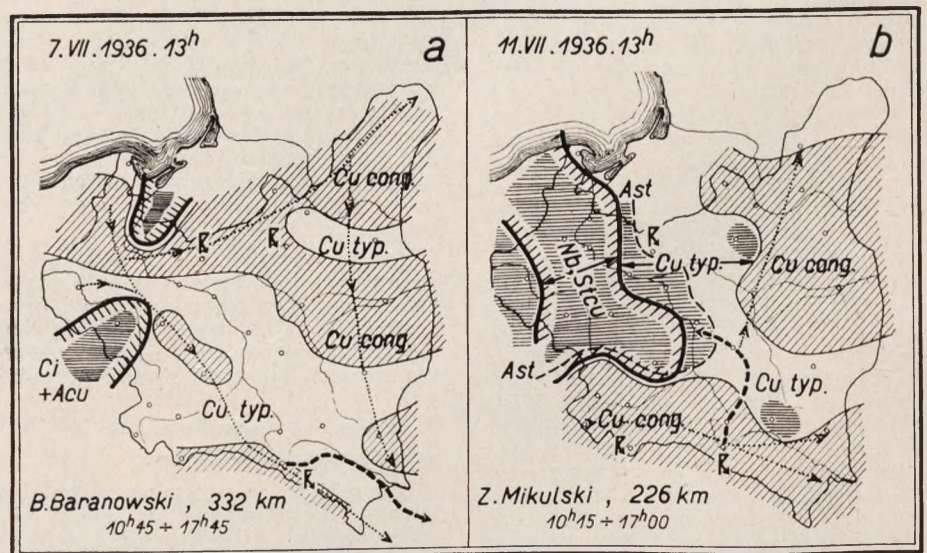 7.VII.1936.13h
a
Cu cong.
Cu typ.
Cu cong.
Ci
+Acu
Cu typ.
B.Baranowski , 332 km
10h45 ÷ 17h45
11.VII.1936.13h
b
Ast
Nb,Stcu
Cu typ.
Cu cong.
Ast
Cu typ.
Cu cong.
Z.Mikulski , 226 km
10h15 ÷ 17h00